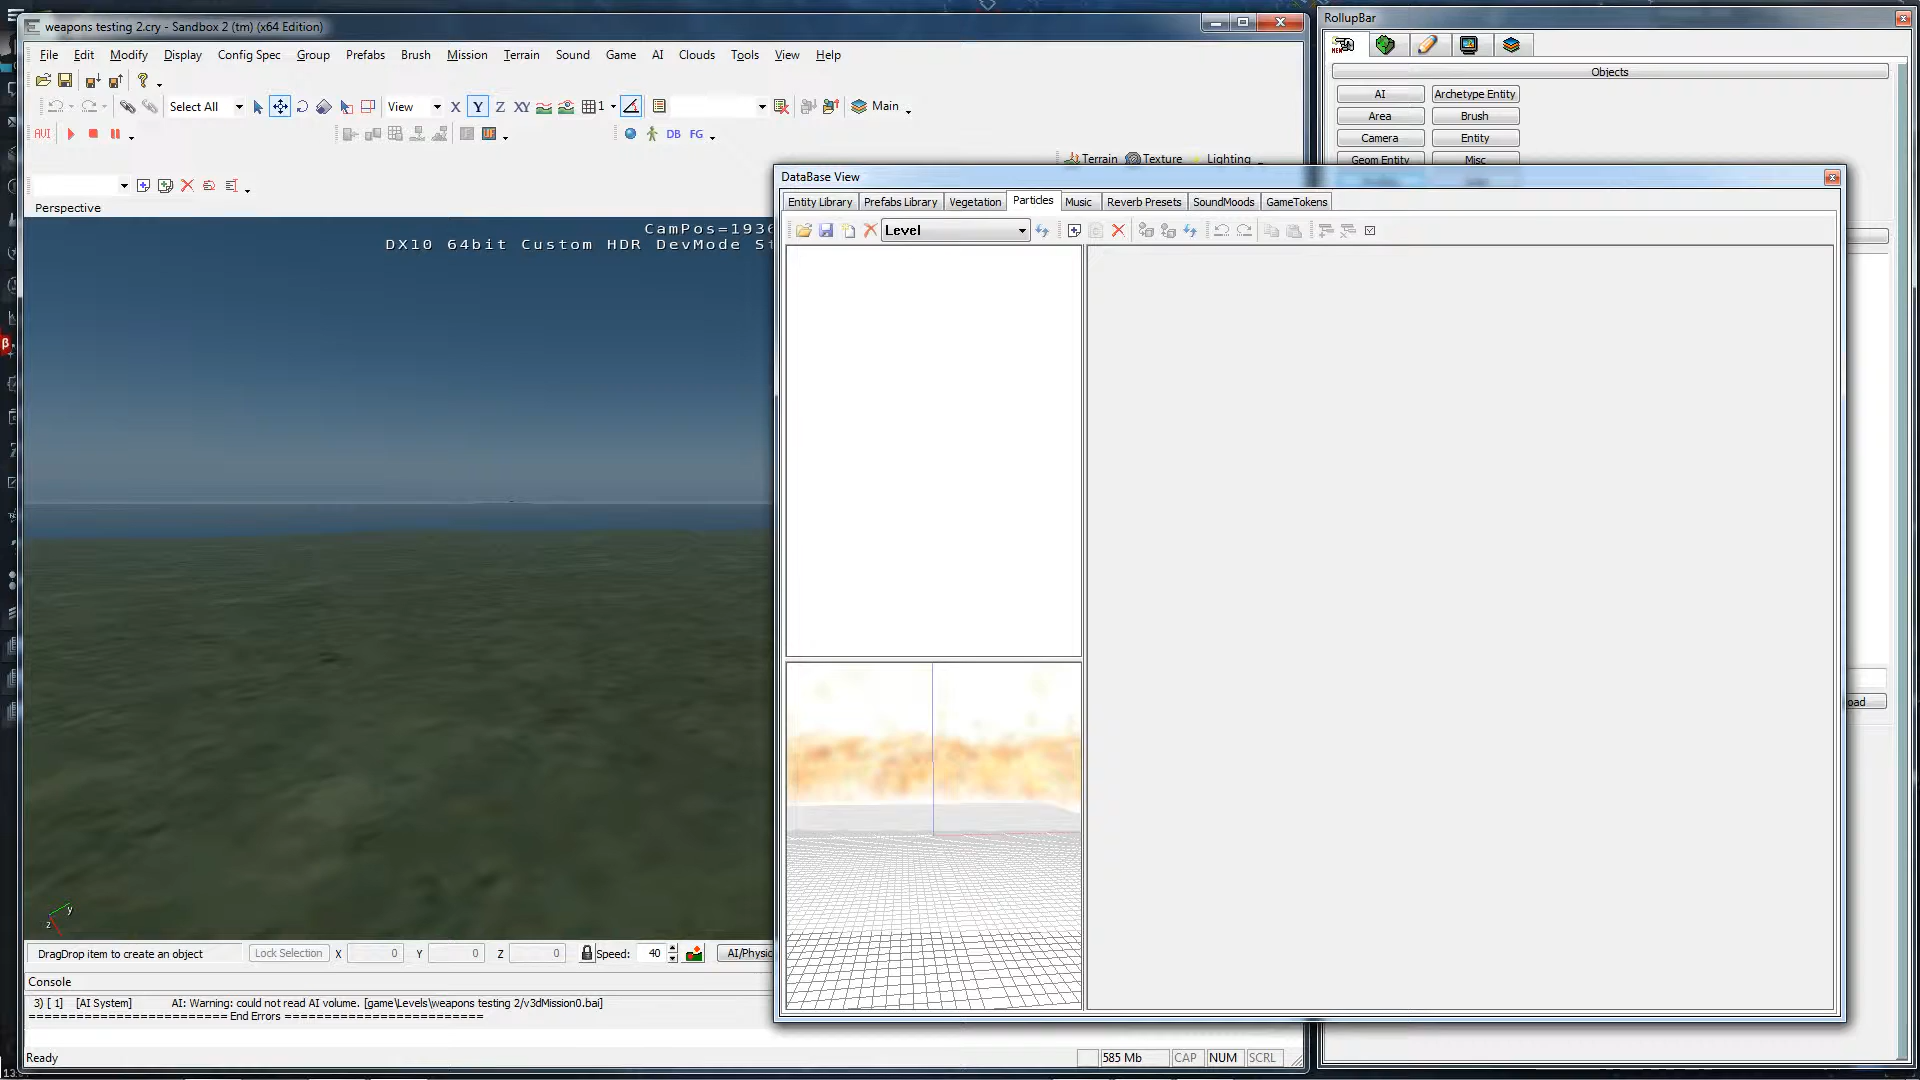 weapons testing 2.cry - Sandbox 2 (tm) (x64 Edition)
RollupBar
File Edit Modify Display Config Spec Group Prefabs Brush Mission Terrain Sound Game AI Clouds Tools View Help
Objects
AI Archetype Entity
Area Brush
Camera Entity
Geom Entity Misc
Select All View X Y Z XY 1 Main
AVI DB FG
Terrain Texture Lighting
DataBase View
Entity Library Prefabs Library Vegetation Particles Music Reverb Presets SoundMoods GameTokens
Level
Perspective
CamPos=1936
DX10 64bit Custom HDR DevMode St
oad
y
z
DragDrop item to create an object Lock Selection X 0 Y 0 Z 0 Speed: 40 AI/Physic
Console
3) [ 1] [AI System] AI: Warning: could not read AI volume. [game\Levels\weapons testing 2/v3dMission0.bai]
========================= End Errors =========================
Ready 585 Mb CAP NUM SCRL